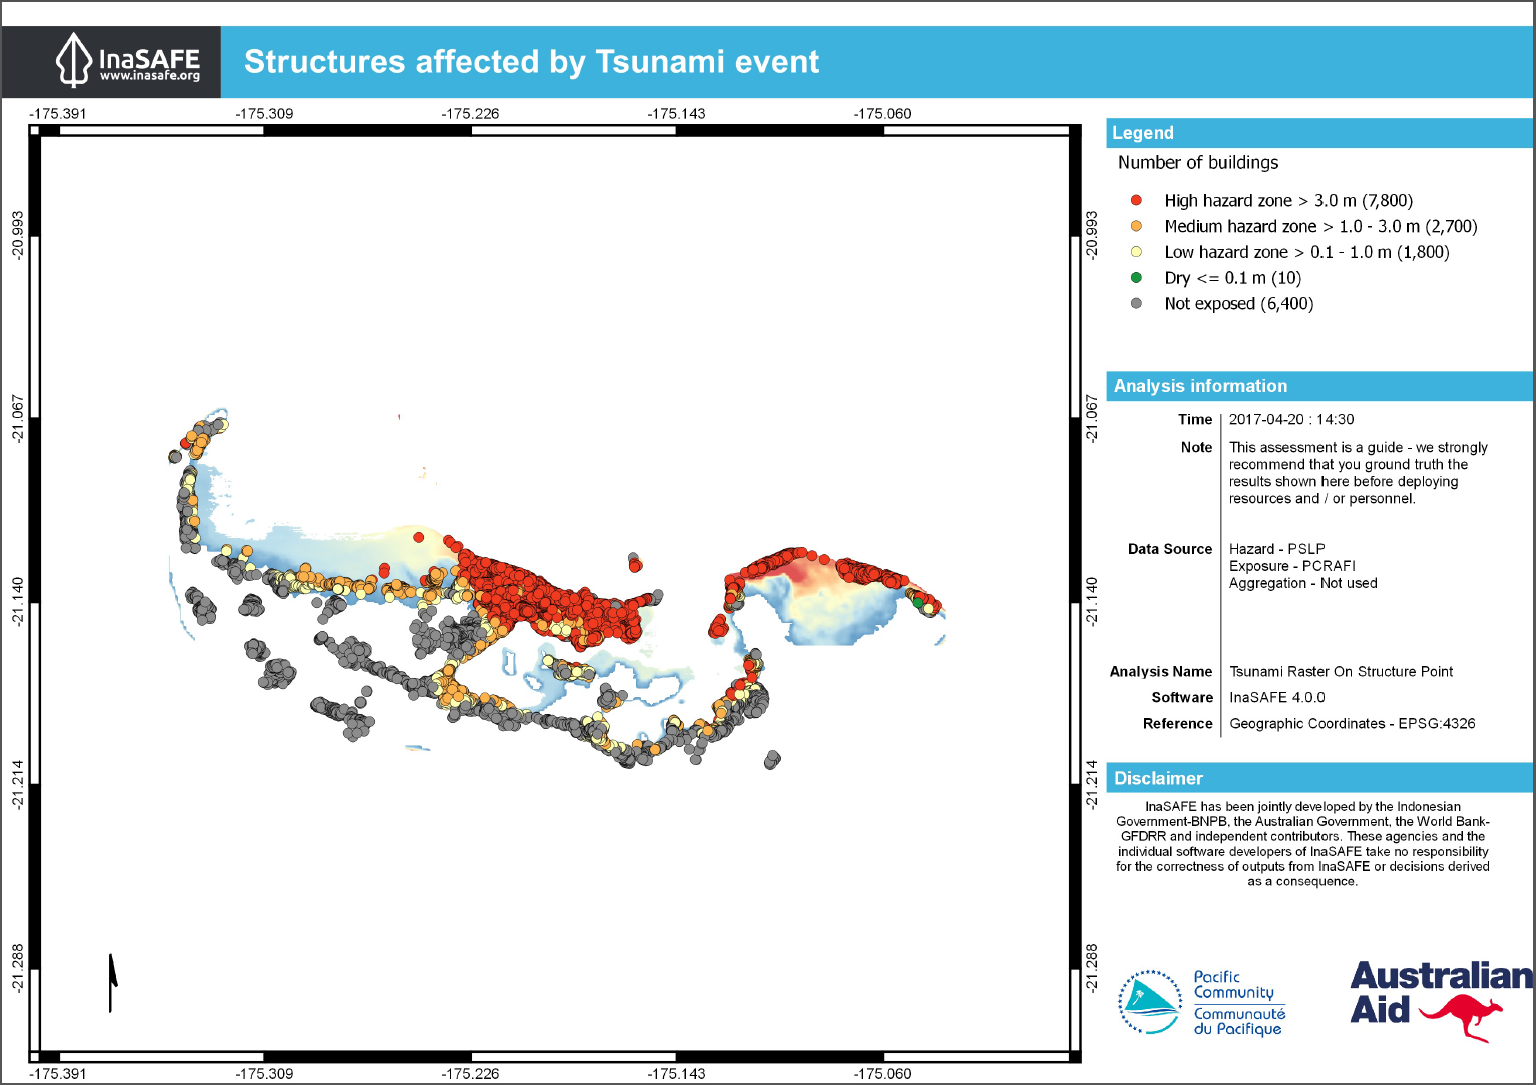 InaSAFE
www.inasafe.org
Structures affected by Tsunami event
-175.391 -175.309 -175.226 -175.143 -175.060
-20.993
-21.067
-21.140
-21.214
-21.288
-20.993
-21.067
-21.140
-21.214
-21.288
-175.391 -175.309 -175.226 -175.143 -175.060
Legend
Number of buildings
High hazard zone > 3.0 m (7,800)
Medium hazard zone > 1.0 - 3.0 m (2,700)
Low hazard zone > 0.1 - 1.0 m (1,800)
Dry <= 0.1 m (10)
Not exposed (6,400)
Analysis information
Time 2017-04-20 : 14:30
Note This assessment is a guide - we strongly
recommend that you ground truth the
results shown here before deploying
resources and / or personnel.
Data Source Hazard - PSLP
Exposure - PCRAFI
Aggregation - Not used
Analysis Name Tsunami Raster On Structure Point
Software InaSAFE 4.0.0
Reference Geographic Coordinates - EPSG:4326
Disclaimer
InaSAFE has been jointly developed by the Indonesian
Government-BNPB, the Australian Government, the World Bank-
GFDRR and independent contributors. These agencies and the
individual software developers of InaSAFE take no responsibility
for the correctness of outputs from InaSAFE or decisions derived
as a consequence.
Pacific
Community
Communauté
du Pacifique
Australian
Aid